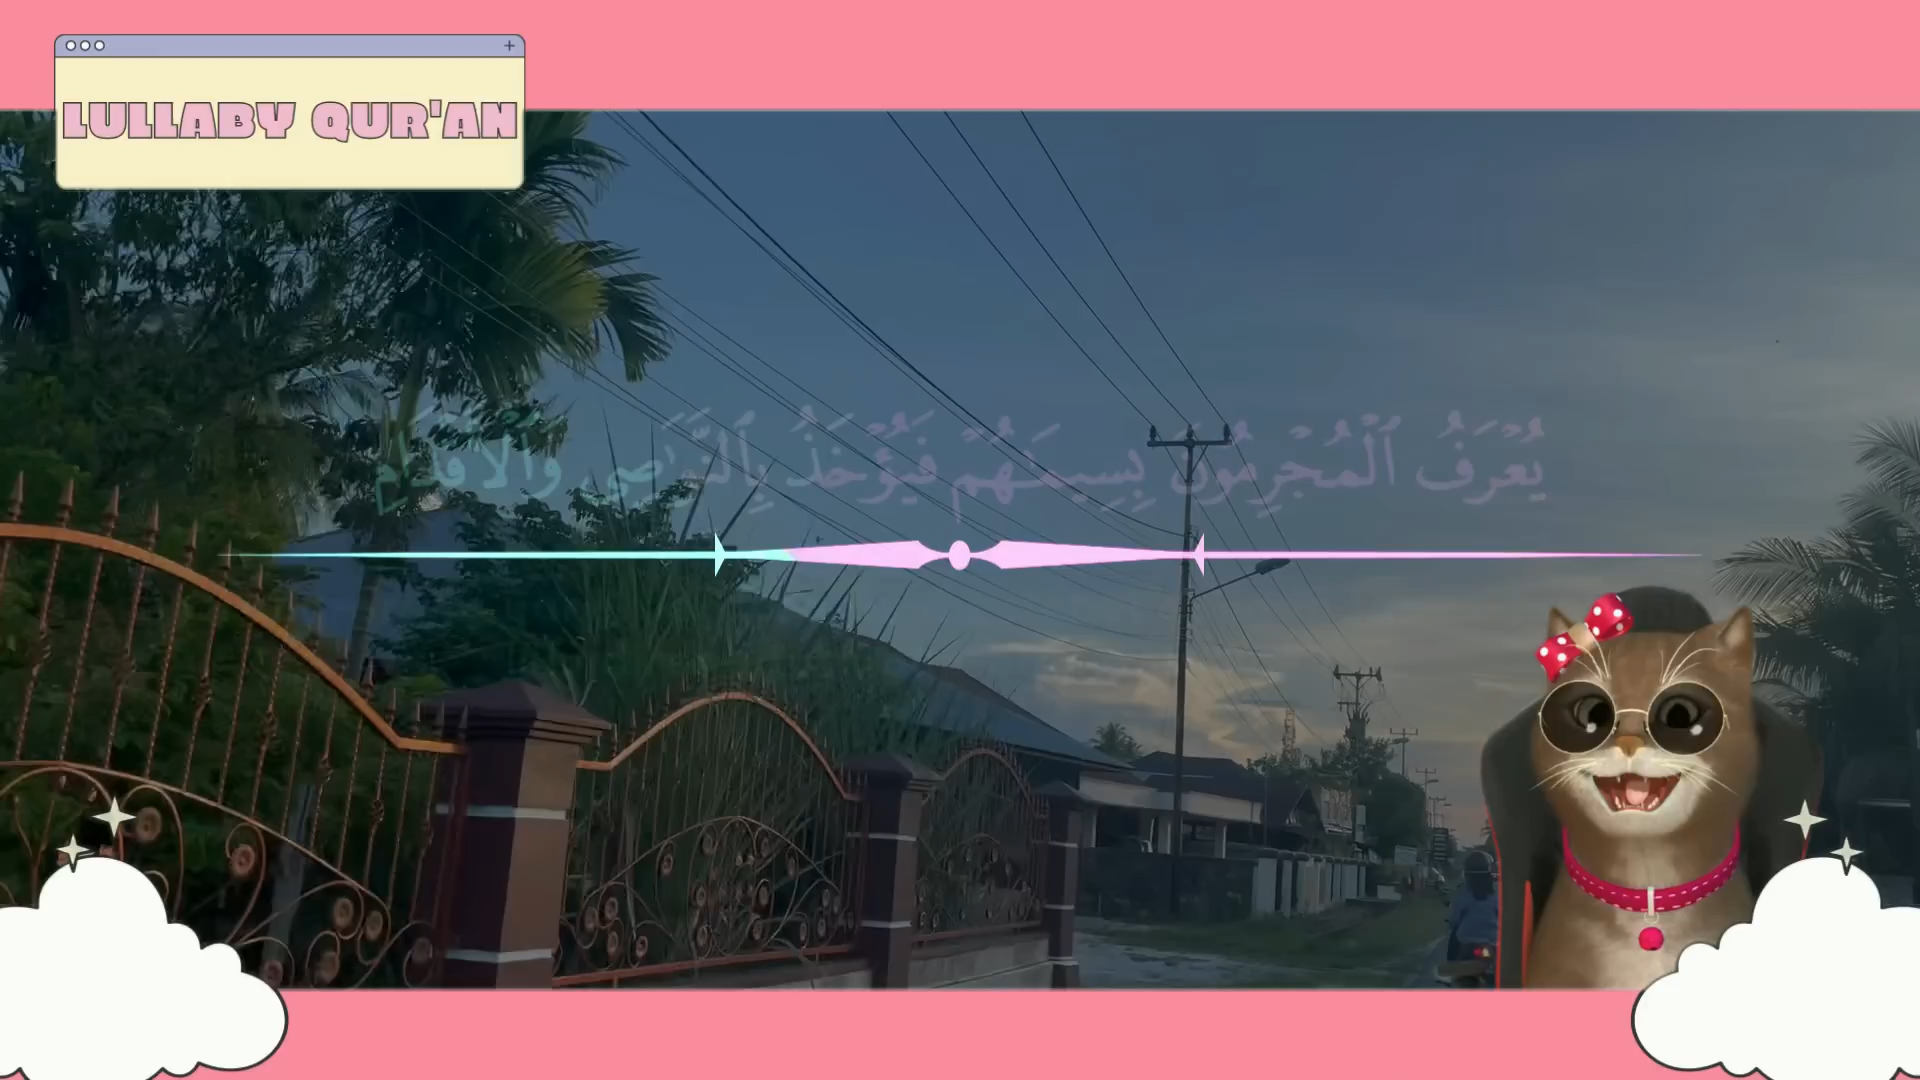 LULLABY QUR'AN
يُعْرَفُ ٱلْمُجْرِمُونَ بِسِيمَـٰهُمْ فَيُؤْخَذُ بِٱلنَّوَٰصِى وَٱلْأَقْدَامِ